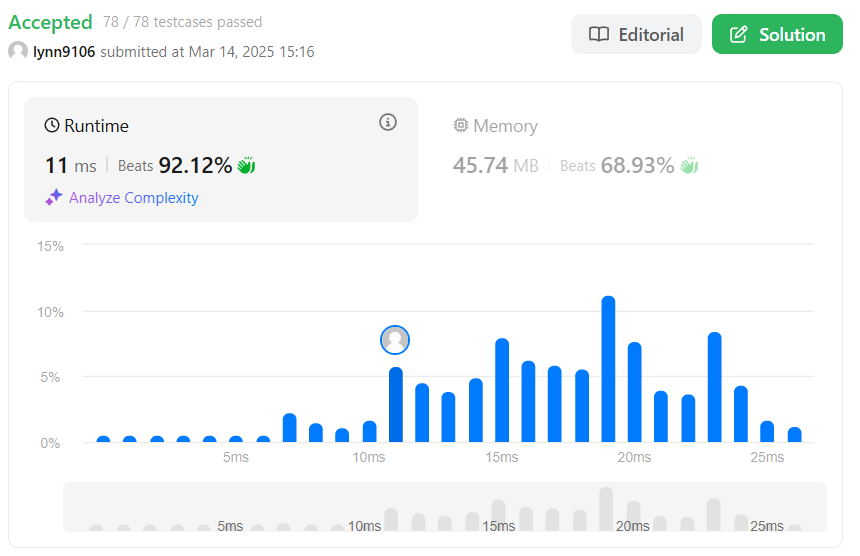 Accepted 78 / 78 testcases passed
lynn9106 submitted at Mar 14, 2025 15:16
Editorial
Solution
Runtime
11 ms | Beats 92.12%
Analyze Complexity
Memory
45.74 MB | Beats 68.93%
15%
10%
5%
0%
5ms 10ms 15ms 20ms 25ms
5ms 10ms 15ms 20ms 25ms